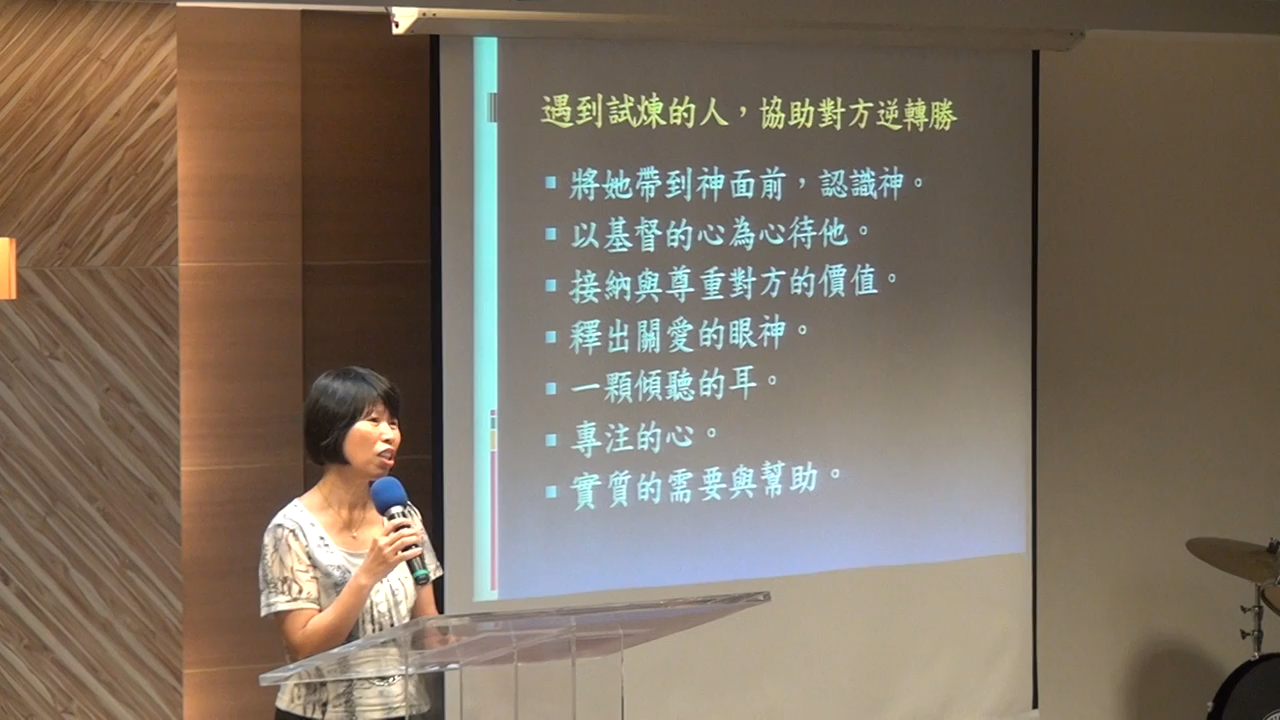 遇到試煉的人，協助對方逆轉勝
▪ 將她帶到神面前，認識神。
▪ 以基督的心為心待他。
▪ 接納與尊重對方的價值。
▪ 釋出關愛的眼神。
▪ 一顆傾聽的耳。
▪ 專注的心。
▪ 實質的需要與幫助。